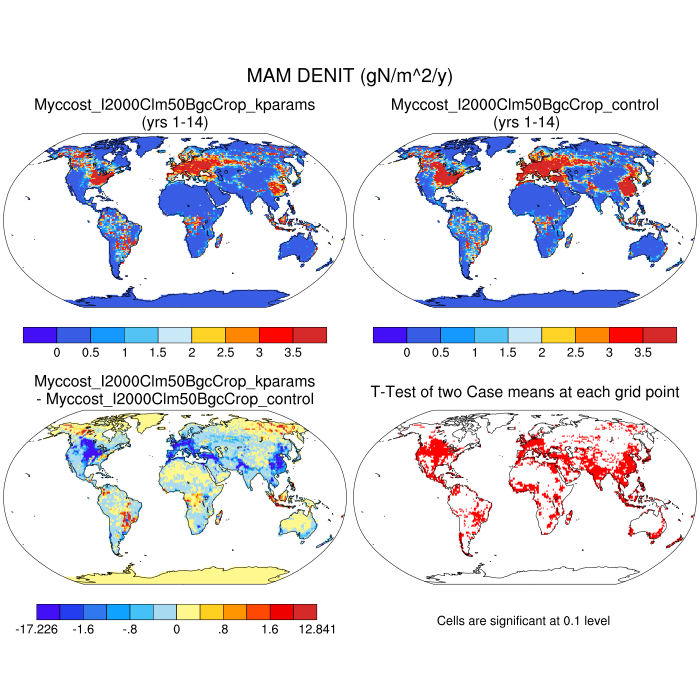 MAM DENIT (gN/m^2/y)
Myccost_I2000Clm50BgcCrop_kparams
(yrs 1-14)
Myccost_I2000Clm50BgcCrop_control
(yrs 1-14)
0 0.5 1 1.5 2 2.5 3 3.5
0 0.5 1 1.5 2 2.5 3 3.5
Myccost_I2000Clm50BgcCrop_kparams
- Myccost_I2000Clm50BgcCrop_control
T-Test of two Case means at each grid point
-17.226 -1.6 -.8 0 .8 1.6 12.841
Cells are significant at 0.1 level